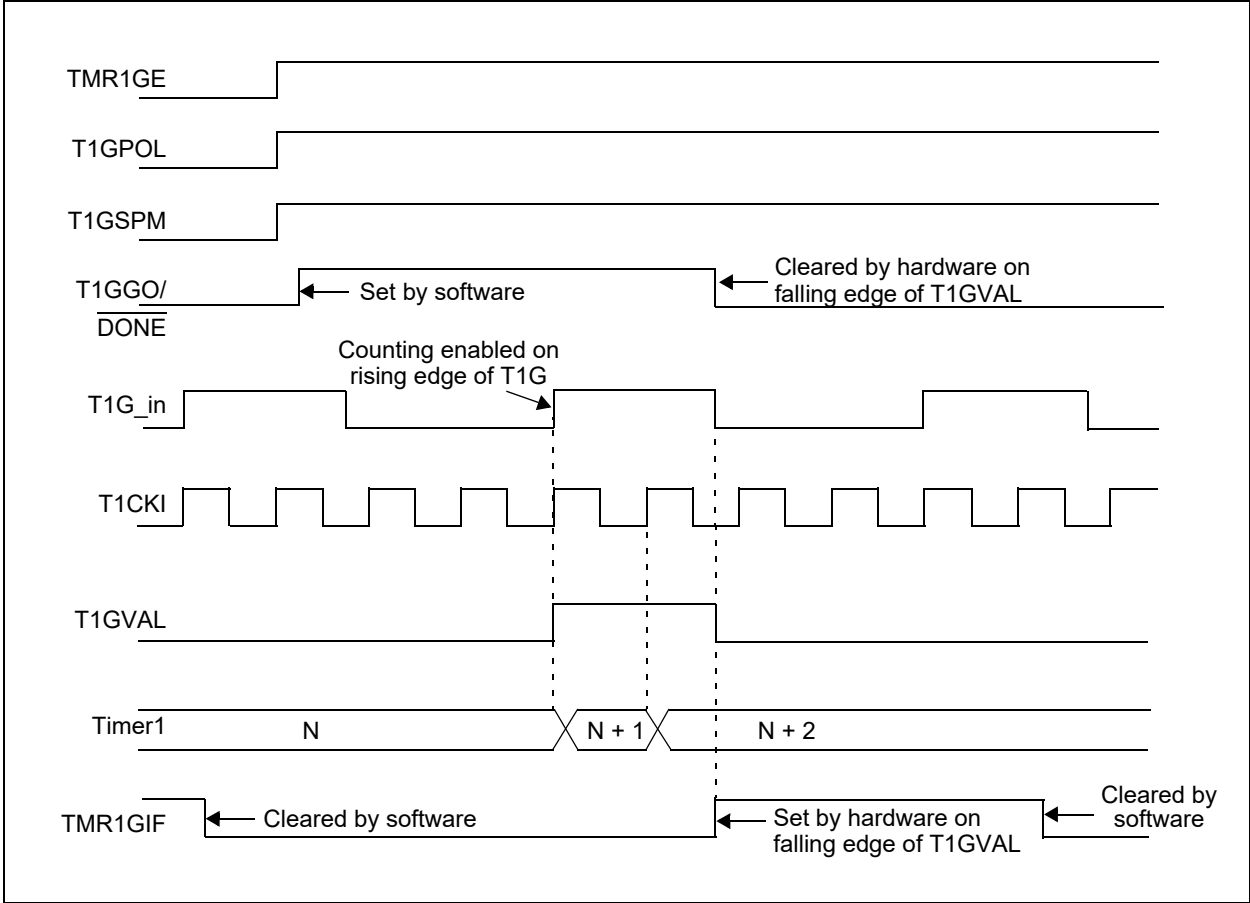 TMR1GE
T1GPOL
T1GSPM
T1GGO/
DONE
Set by software
Cleared by hardware on
falling edge of T1GVAL
Counting enabled on
rising edge of T1G
T1G_in
T1CKI
T1GVAL
Timer1
N
N + 1
N + 2
TMR1GIF
Cleared by software
Set by hardware on
falling edge of T1GVAL
Cleared by
software